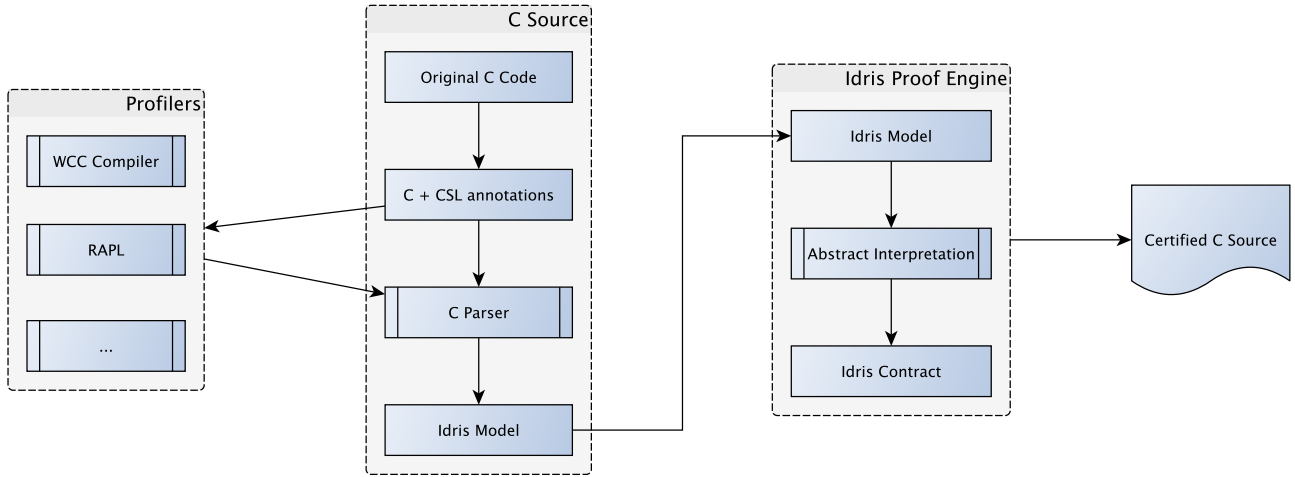 Profilers
WCC Compiler
RAPL
...
C Source
Original C Code
C + CSL annotations
C Parser
Idris Model
Idris Proof Engine
Idris Model
Abstract Interpretation
Idris Contract
Certified C Source